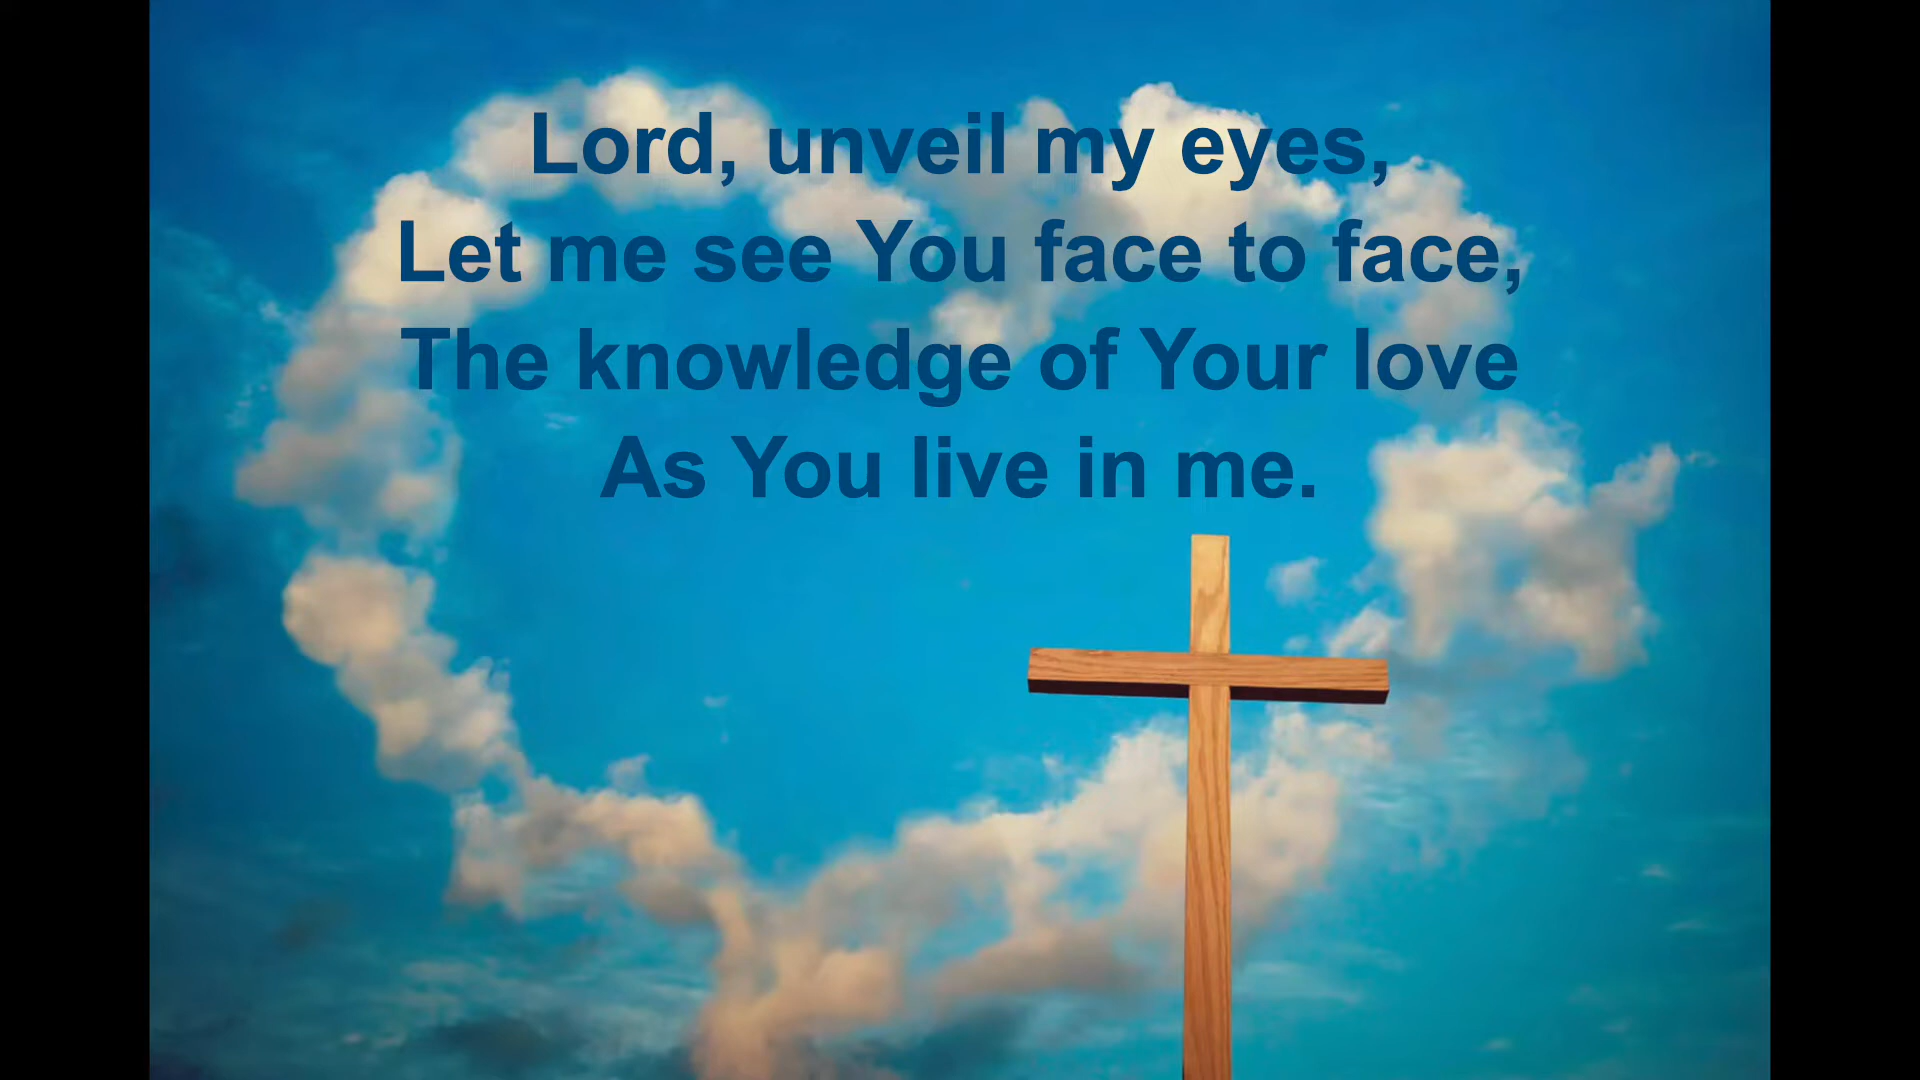 Lord, unveil my eyes,
Let me see You face to face,
The knowledge of Your love
As You live in me.